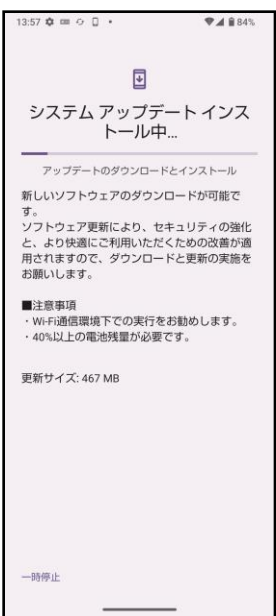 13:57
84%
システム アップデート インス
トール中...
アップデートのダウンロードとインストール
新しいソフトウェアのダウンロードが可能で
す。
ソフトウェア更新により、セキュリティの強化
と、より快適にご利用いただくための改善が適
用されますので、ダウンロードと更新の実施を
お願いします。
■注意事項
・Wi-Fi通信環境下での実行をお勧めします。
・40%以上の電池残量が必要です。
更新サイズ: 467 MB
一時停止